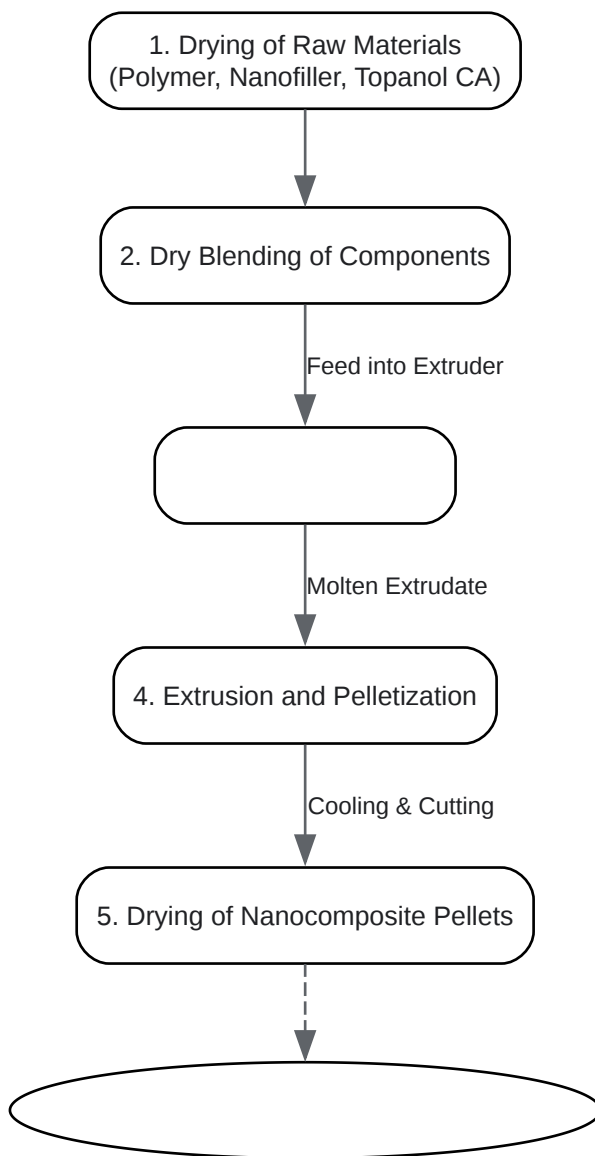 1. Drying of Raw Materials
(Polymer, Nanofiller, Topanol CA)
2. Dry Blending of Components
Feed into Extruder
Molten Extrudate
4. Extrusion and Pelletization
Cooling & Cutting
5. Drying of Nanocomposite Pellets